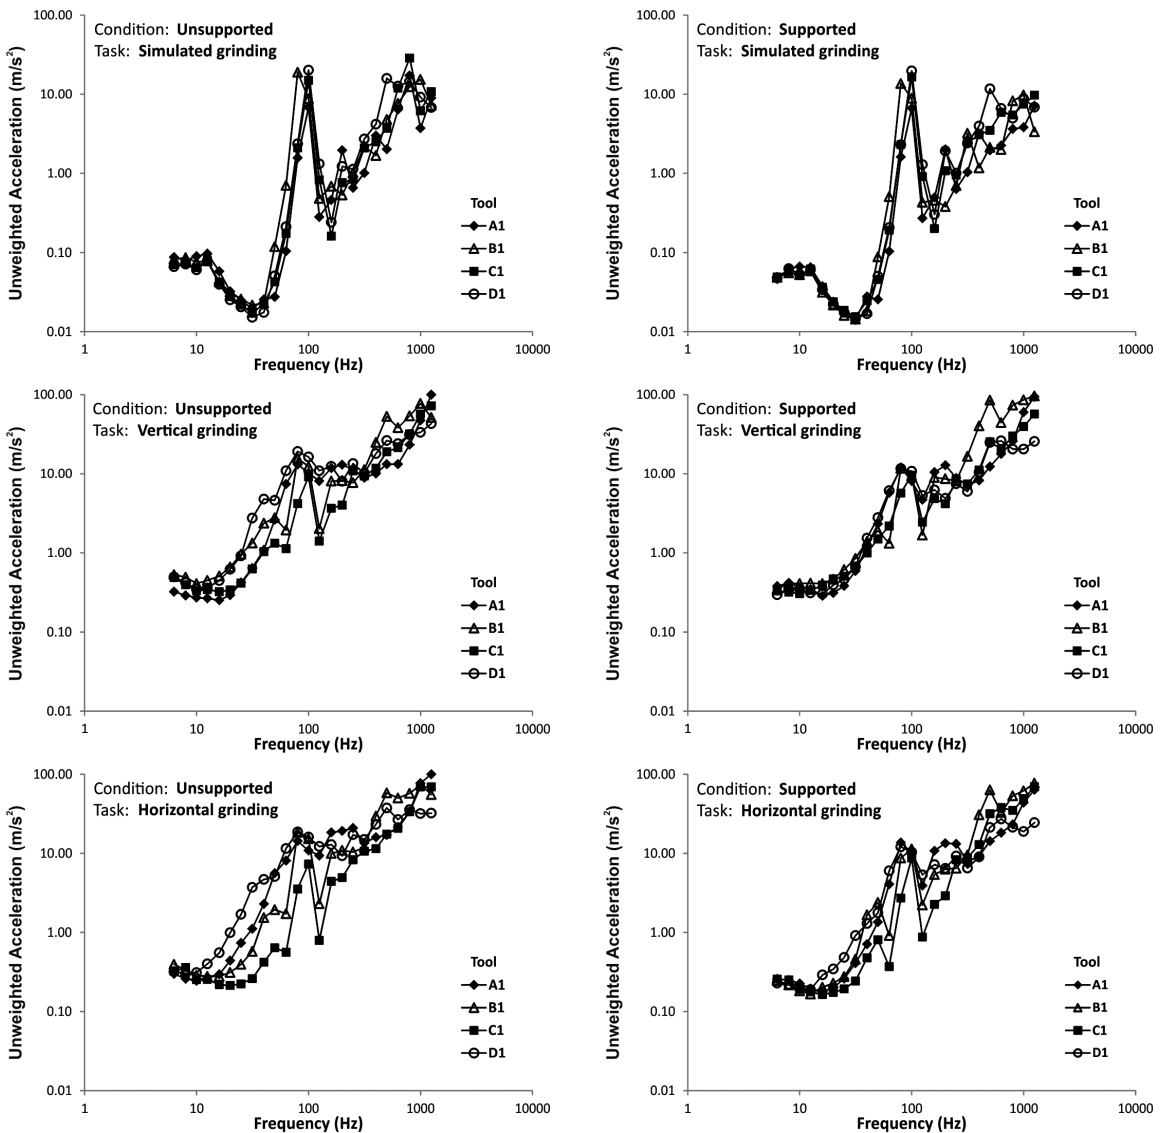 Condition: Unsupported
Task: Simulated grinding
Unweighted Acceleration (m/s²)
100.00
10.00
1.00
0.10
0.01
1 10 100 1000 10000
Frequency (Hz)
Tool
A1
B1
C1
D1
Condition: Supported
Task: Simulated grinding
Unweighted Acceleration (m/s²)
100.00
10.00
1.00
0.10
0.01
1 10 100 1000 10000
Frequency (Hz)
Tool
A1
B1
C1
D1
Condition: Unsupported
Task: Vertical grinding
Unweighted Acceleration (m/s²)
100.00
10.00
1.00
0.10
0.01
1 10 100 1000 10000
Frequency (Hz)
Tool
A1
B1
C1
D1
Condition: Supported
Task: Vertical grinding
Unweighted Acceleration (m/s²)
100.00
10.00
1.00
0.10
0.01
1 10 100 1000 10000
Frequency (Hz)
Tool
A1
B1
C1
D1
Condition: Unsupported
Task: Horizontal grinding
Unweighted Acceleration (m/s²)
100.00
10.00
1.00
0.10
0.01
1 10 100 1000 10000
Frequency (Hz)
Tool
A1
B1
C1
D1
Condition: Supported
Task: Horizontal grinding
Unweighted Acceleration (m/s²)
100.00
10.00
1.00
0.10
0.01
1 10 100 1000 10000
Frequency (Hz)
Tool
A1
B1
C1
D1